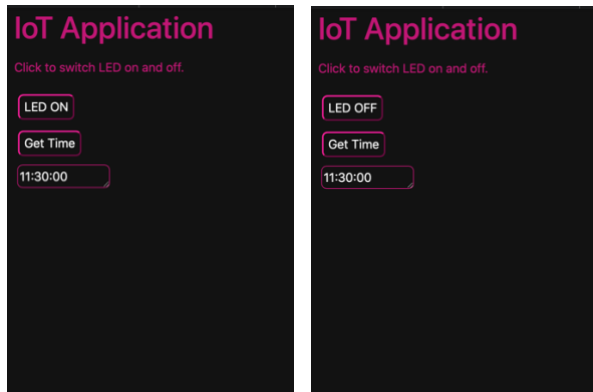 IoT Application
Click to switch LED on and off.
LED ON
Get Time
11:30:00
IoT Application
Click to switch LED on and off.
LED OFF
Get Time
11:30:00